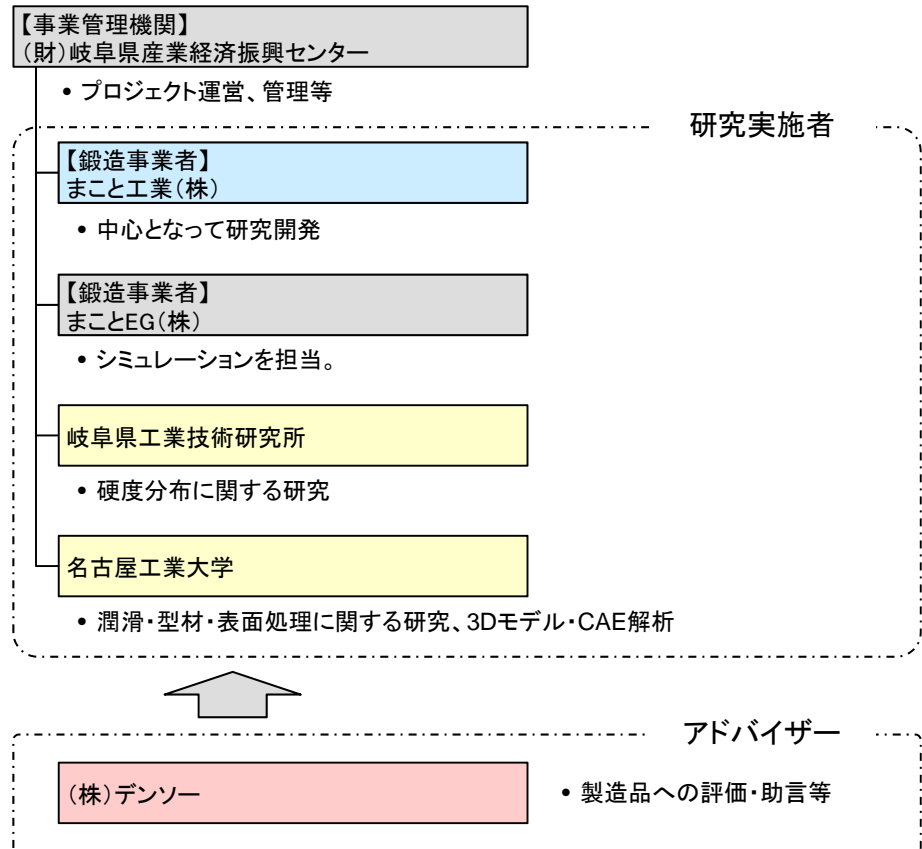 【事業管理機関】
(財)岐阜県産業経済振興センター
• プロジェクト運営、管理等
研究実施者
【鍛造事業者】
まこと工業(株)
• 中心となって研究開発
【鍛造事業者】
まことEG(株)
• シミュレーションを担当。
岐阜県工業技術研究所
• 硬度分布に関する研究
名古屋工業大学
• 潤滑・型材・表面処理に関する研究、3Dモデル・CAE解析
アドバイザー
(株)デンソー
• 製造品への評価・助言等